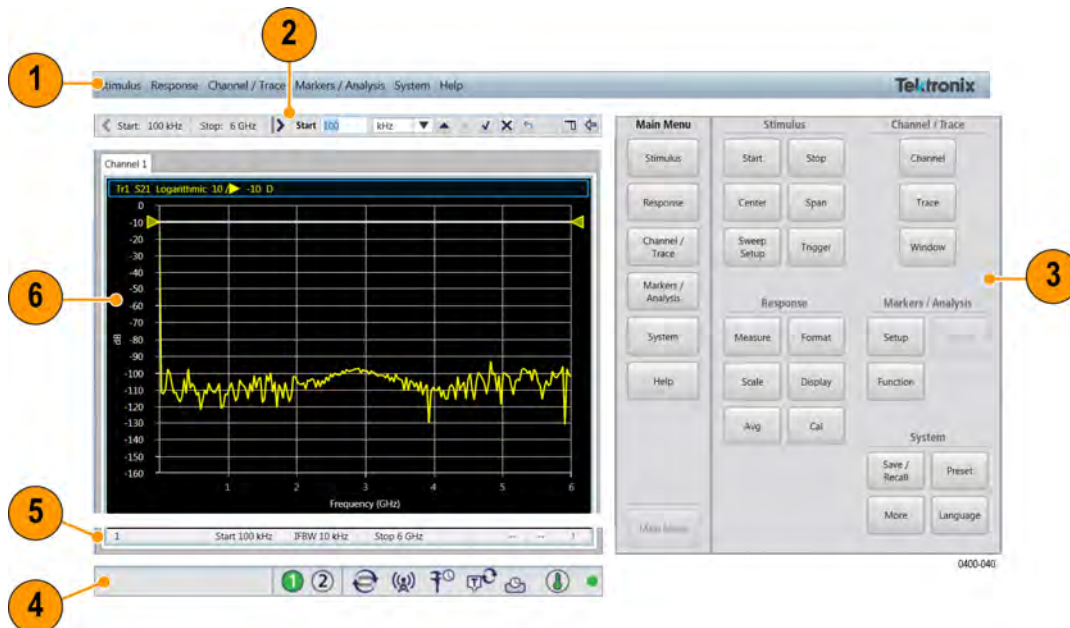 2
1
timulus Response Channel / Trace Markers / Analysis System Help
Tektronix
Start: 100 kHz Stop: 6 GHz Start 100 kHz
Channel 1
Tr1 S21 Logarithmic 10 / -10 D
0
-10
-20
-30
-40
-50
-60
-70
-80
-90
-100
-110
-120
-130
-140
-150
-160
dB
1 2 3 4 5 6
Frequency (GHz)
6
Main Menu
Stimulus
Response
Channel / Trace
Markers / Analysis
System
Help
Main Menu
Stimulus
Start Stop
Center Span
Sweep Setup Trigger
Response
Measure Format
Scale Display
Avg Cal
Channel / Trace
Channel
Trace
Window
3
Markers / Analysis
Setup
Function
System
Save / Recall Preset
More Language
5
1 Start 100 kHz IFBW 10 kHz Stop 6 GHz -- -- !
4
1 2
T
0400-040